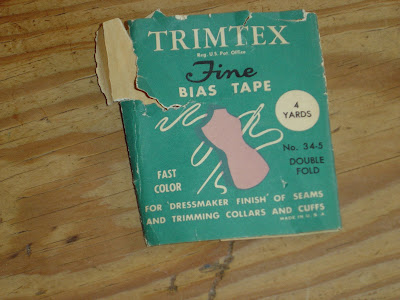 TRIMTEX
Reg. U.S. Pat. Office
Fine
BIAS TAPE
4
YARDS
No. 34-5
DOUBLE
FOLD
FAST
COLOR
FOR "DRESSMAKER FINISH" OF SEAMS
AND TRIMMING COLLARS AND CUFFS
MADE IN U.S.A